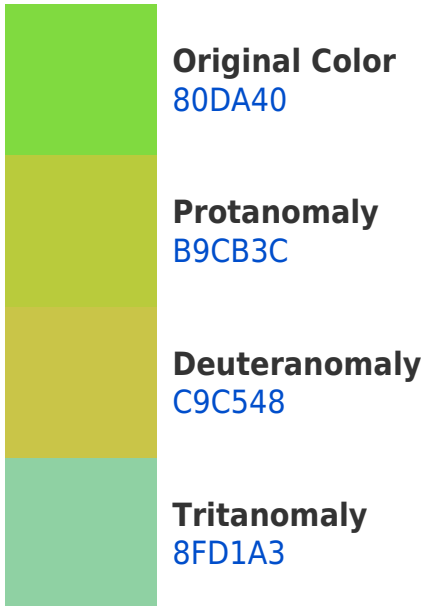 Original Color
80DA40
Protanomaly
B9CB3C
Deuteranomaly
C9C548
Tritanomaly
8FD1A3